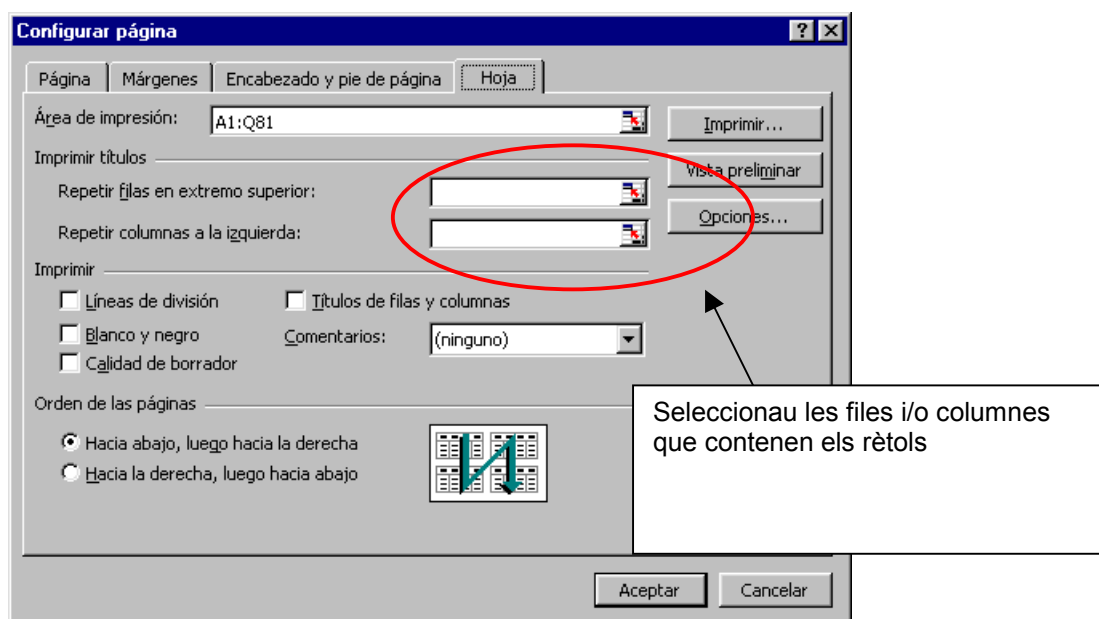 Configurar página
Página Márgenes Encabezado y pie de página Hoja
Área de impresión: A1:Q81 Imprimir...
Imprimir títulos
Vista preliminar
Repetir filas en extremo superior:
Opciones...
Repetir columnas a la izquierda:
Imprimir
Líneas de división Títulos de filas y columnas
Blanco y negro Comentarios: (ninguno)
Calidad de borrador
Orden de las páginas
Hacia abajo, luego hacia la derecha
Hacia la derecha, luego hacia abajo
Seleccionau les files i/o columnes
que contenen els rètols
Aceptar Cancelar